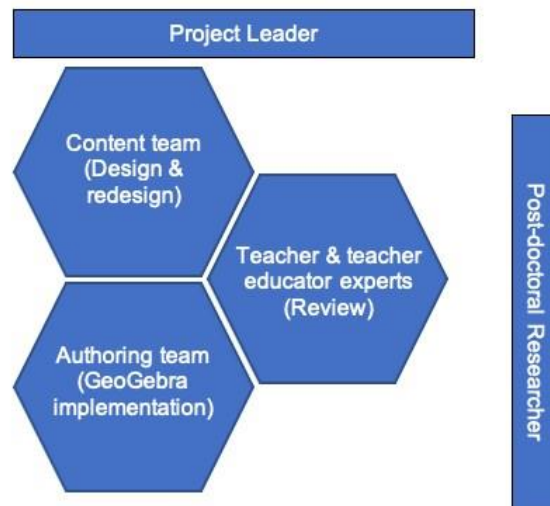 Project Leader
Content team
(Design &
redesign)
Teacher & teacher
educator experts
(Review)
Authoring team
(GeoGebra
implementation)
Post-doctoral Researcher